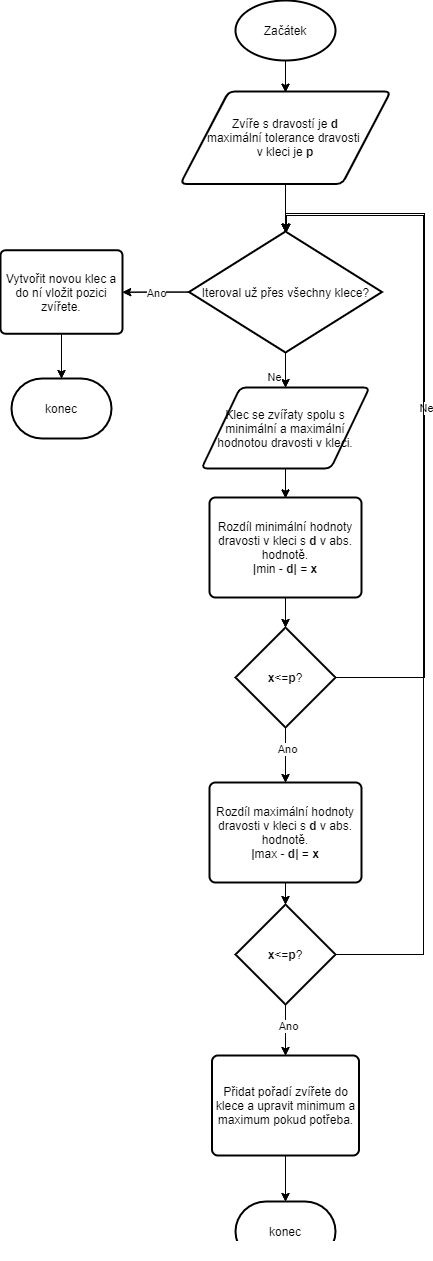 Začátek
Zvíře s dravostí je d
maximální tolerance dravosti
v kleci je p
Iteroval už přes všechny klece?
Ano
Vytvořit novou klec a
do ní vložit pozici
zvířete.
konec
Ne
Klec se zvířaty spolu s
minimální a maximální
hodnotou dravosti v kleci.
Ne
Rozdíl minimální hodnoty
dravosti v kleci s d v abs.
hodnotě.
|min - d| = x
x<=p?
Ano
Rozdíl maximální hodnoty
dravosti v kleci s d v abs.
hodnotě.
|max - d| = x
x<=p?
Ano
Přidat pořadí zvířete do
klece a upravit minimum a
maximum pokud potřeba.
konec